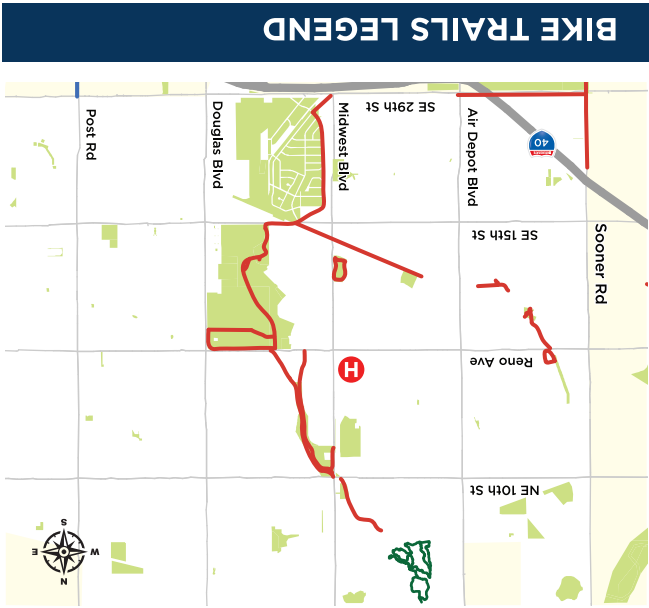 N
W E
S
NE 10th St
H
Reno Ave
Sooner Rd
SE 15th St
40
Air Depot Blvd
Midwest Blvd
Douglas Blvd
Post Rd
SE 29th St
BIKE TRAILS LEGEND